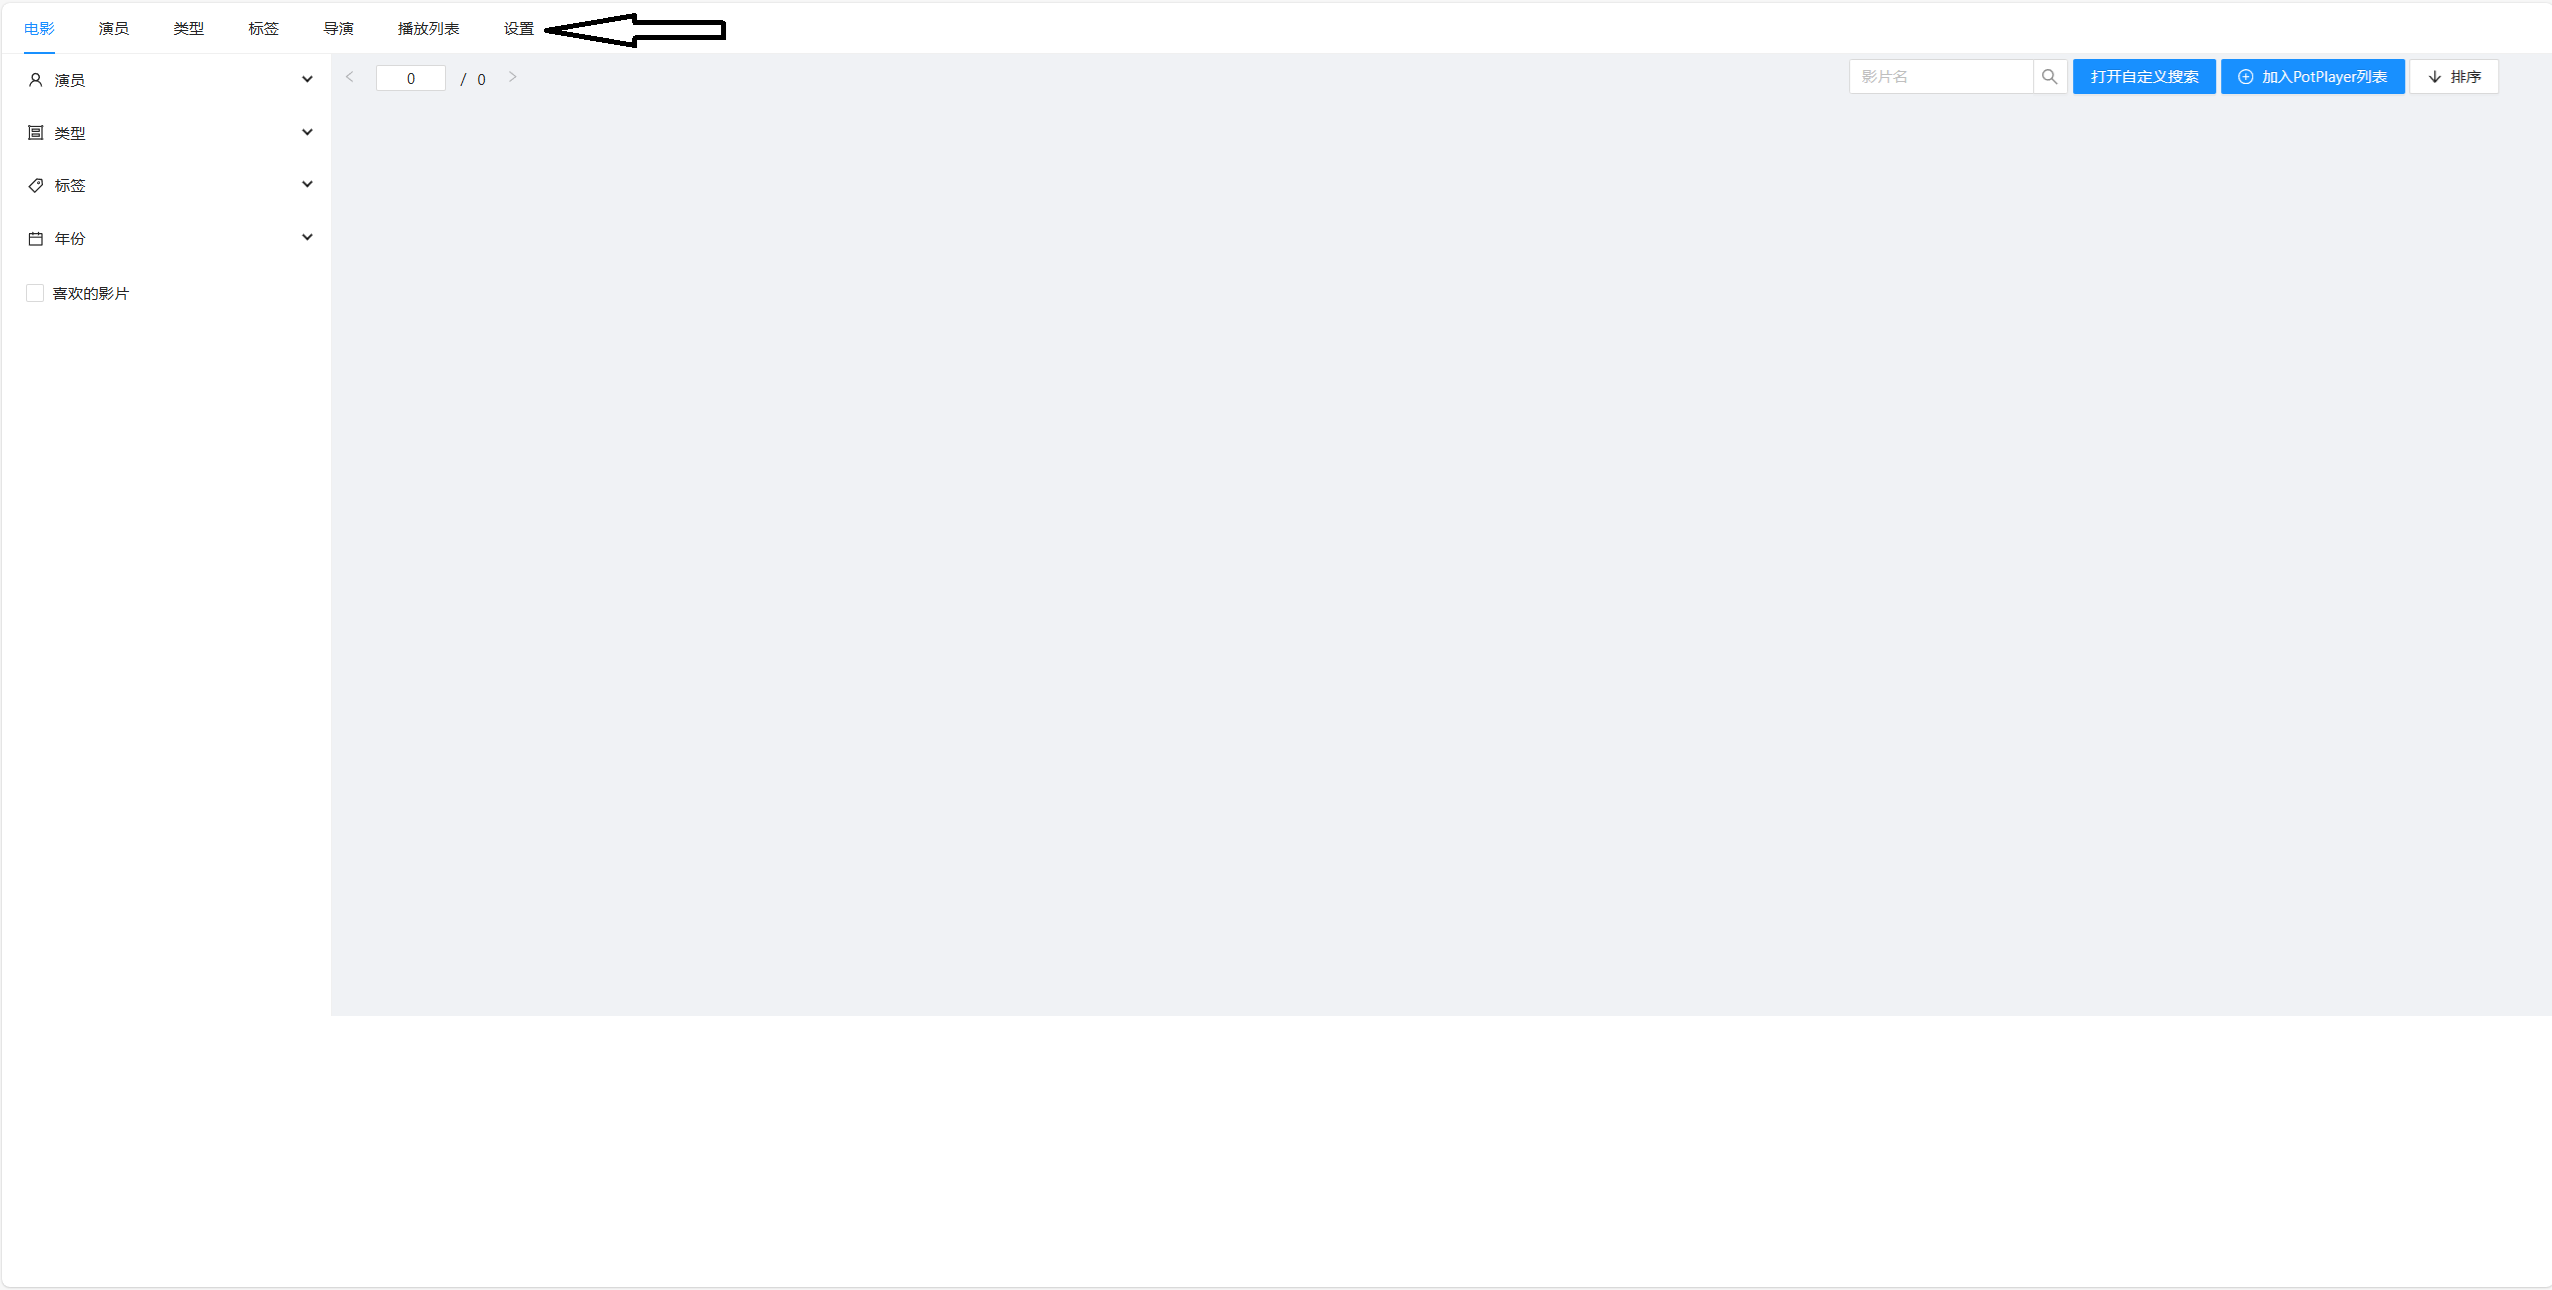 电影 演员 类型 标签 导演 播放列表 设置
0 / 0 影片名 打开自定义搜索 加入PotPlayer列表 排序
演员
类型
标签
年份
喜欢的影片